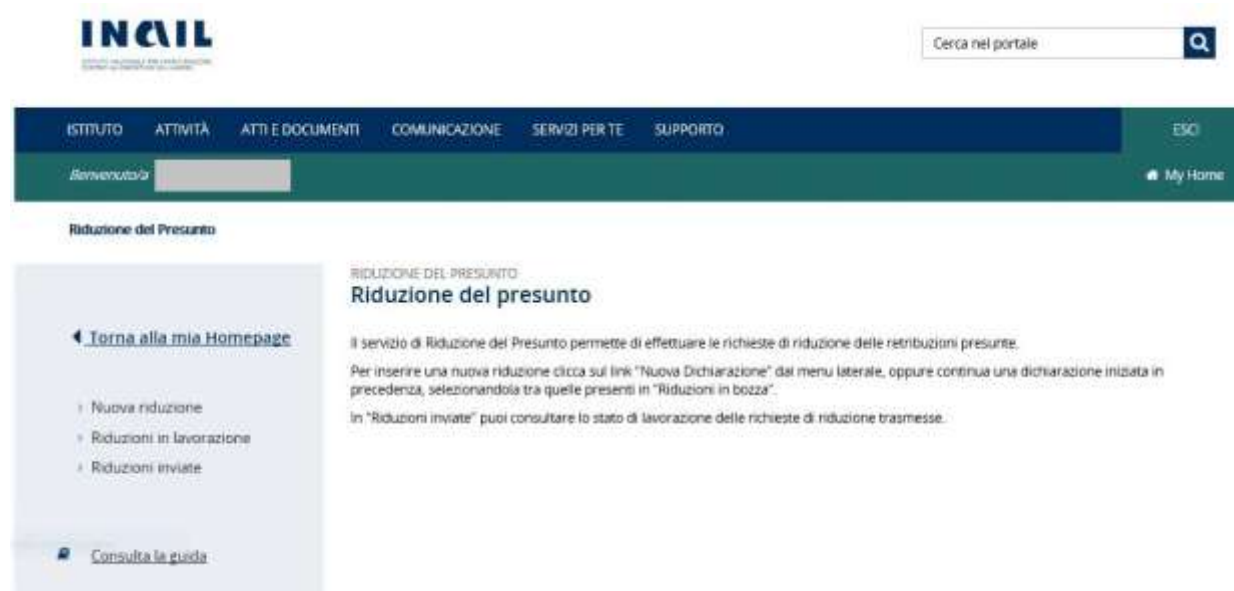 INAIL
Cerca nel portale
ISTITUTO ATTIVITÀ ATTI E DOCUMENTI COMUNICAZIONE SERVIZI PER TE SUPPORTO ESCI
Benvenuto/a My Home
Riduzione del Presunto
RIDUZIONE DEL PRESUNTO
Riduzione del presunto
Torna alla mia Homepage
Il servizio di Riduzione del Presunto permette di effettuare le richieste di riduzione delle retribuzioni presunte.
Per inserire una nuova riduzione clicca sul link "Nuova Dichiarazione" dal menu laterale, oppure continua una dichiarazione iniziata in
precedenza, selezionandola tra quelle presenti in "Riduzioni in bozza".
In "Riduzioni inviate" puoi consultare lo stato di lavorazione delle richieste di riduzione trasmesse.
Nuova riduzione
Riduzioni in lavorazione
Riduzioni inviate
Consulta la guida